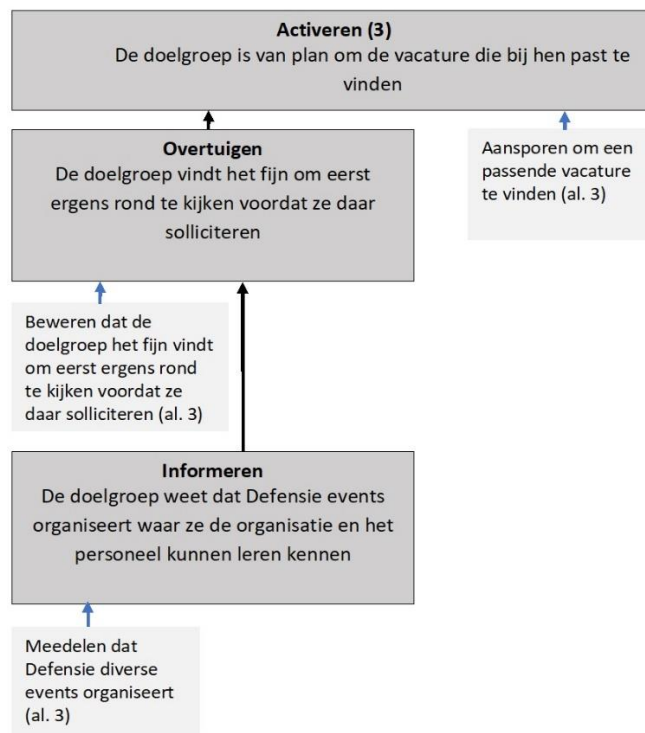 Activeren (3)
De doelgroep is van plan om de vacature die bij hen past te
vinden
Overtuigen
De doelgroep vindt het fijn om eerst
ergens rond te kijken voordat ze daar
solliciteren
Aansporen om een
passende vacature
te vinden (al. 3)
Beweren dat de
doelgroep het fijn vindt
om eerst ergens rond
te kijken voordat ze
daar solliciteren (al. 3)
Informeren
De doelgroep weet dat Defensie events
organiseert waar ze de organisatie en het
personeel kunnen leren kennen
Meedelen dat
Defensie diverse
events organiseert
(al. 3)